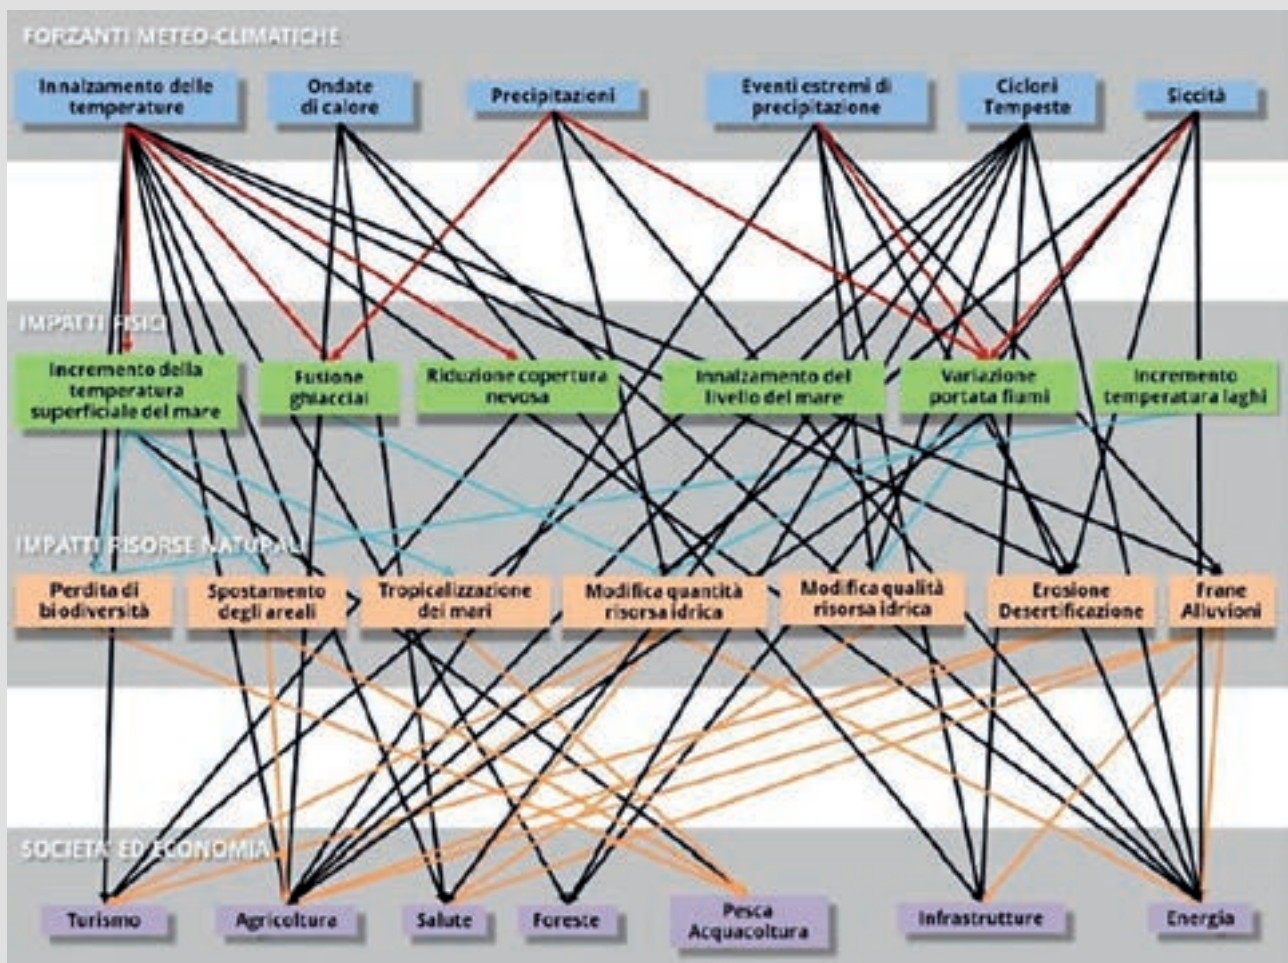 FORZANTI METEO-CLIMATICHE
Innalzamento delle
temperature
Ondate
di calore
Precipitazioni
Eventi estremi di
precipitazione
Cicloni
Tempeste
Siccità
IMPATTI FISICI
Incremento della
temperatura
superficiale del mare
Fusione
ghiacciai
Riduzione copertura
nevosa
Innalzamento del
livello del mare
Variazione
portata fiumi
Incremento
temperatura laghi
IMPATTI RISORSE NATURALI
Perdita di
biodiversità
Spostamento
degli areali
Tropicalizzazione
dei mari
Modifica quantità
risorsa idrica
Modifica qualità
risorsa idrica
Erosione
Desertificazione
Frane
Alluvioni
SOCIETA' ED ECONOMIA
Turismo
Agricoltura
Salute
Foreste
Pesca
Acquacoltura
Infrastrutture
Energia